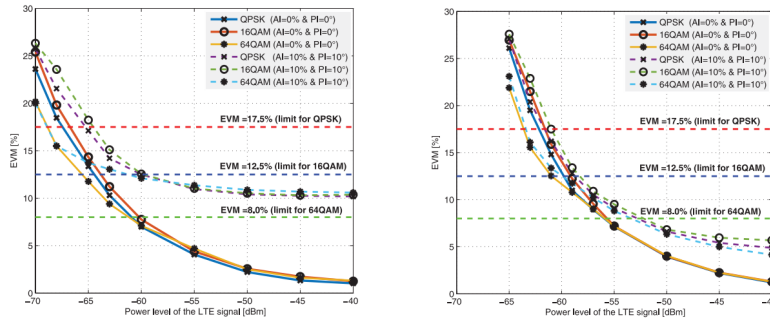 30
25
20
15
10
5
0
EVM [%]
QPSK (AI=0% & PI=0°)
16QAM (AI=0% & PI=0°)
64QAM (AI=0% & PI=0°)
QPSK (AI=10% & PI=10°)
16QAM (AI=10% & PI=10°)
64QAM (AI=10% & PI=10°)
EVM =17.5% (limit for QPSK)
EVM =12.5% (limit for 16QAM)
EVM =8.0% (limit for 64QAM)
−70 −65 −60 −55 −50 −45 −40
Power level of the LTE signal [dBm]
30
25
20
15
10
5
0
EVM [%]
QPSK (AI=0% & PI=0°)
16QAM (AI=0% & PI=0°)
64QAM (AI=0% & PI=0°)
QPSK (AI=10% & PI=10°)
16QAM (AI=10% & PI=10°)
64QAM (AI=10% & PI=10°)
EVM =17.5% (limit for QPSK)
EVM =12.5% (limit for 16QAM)
EVM =8.0% (limit for 64QAM)
−70 −65 −60 −55 −50 −45 −40
Power level of the LTE signal [dBm]